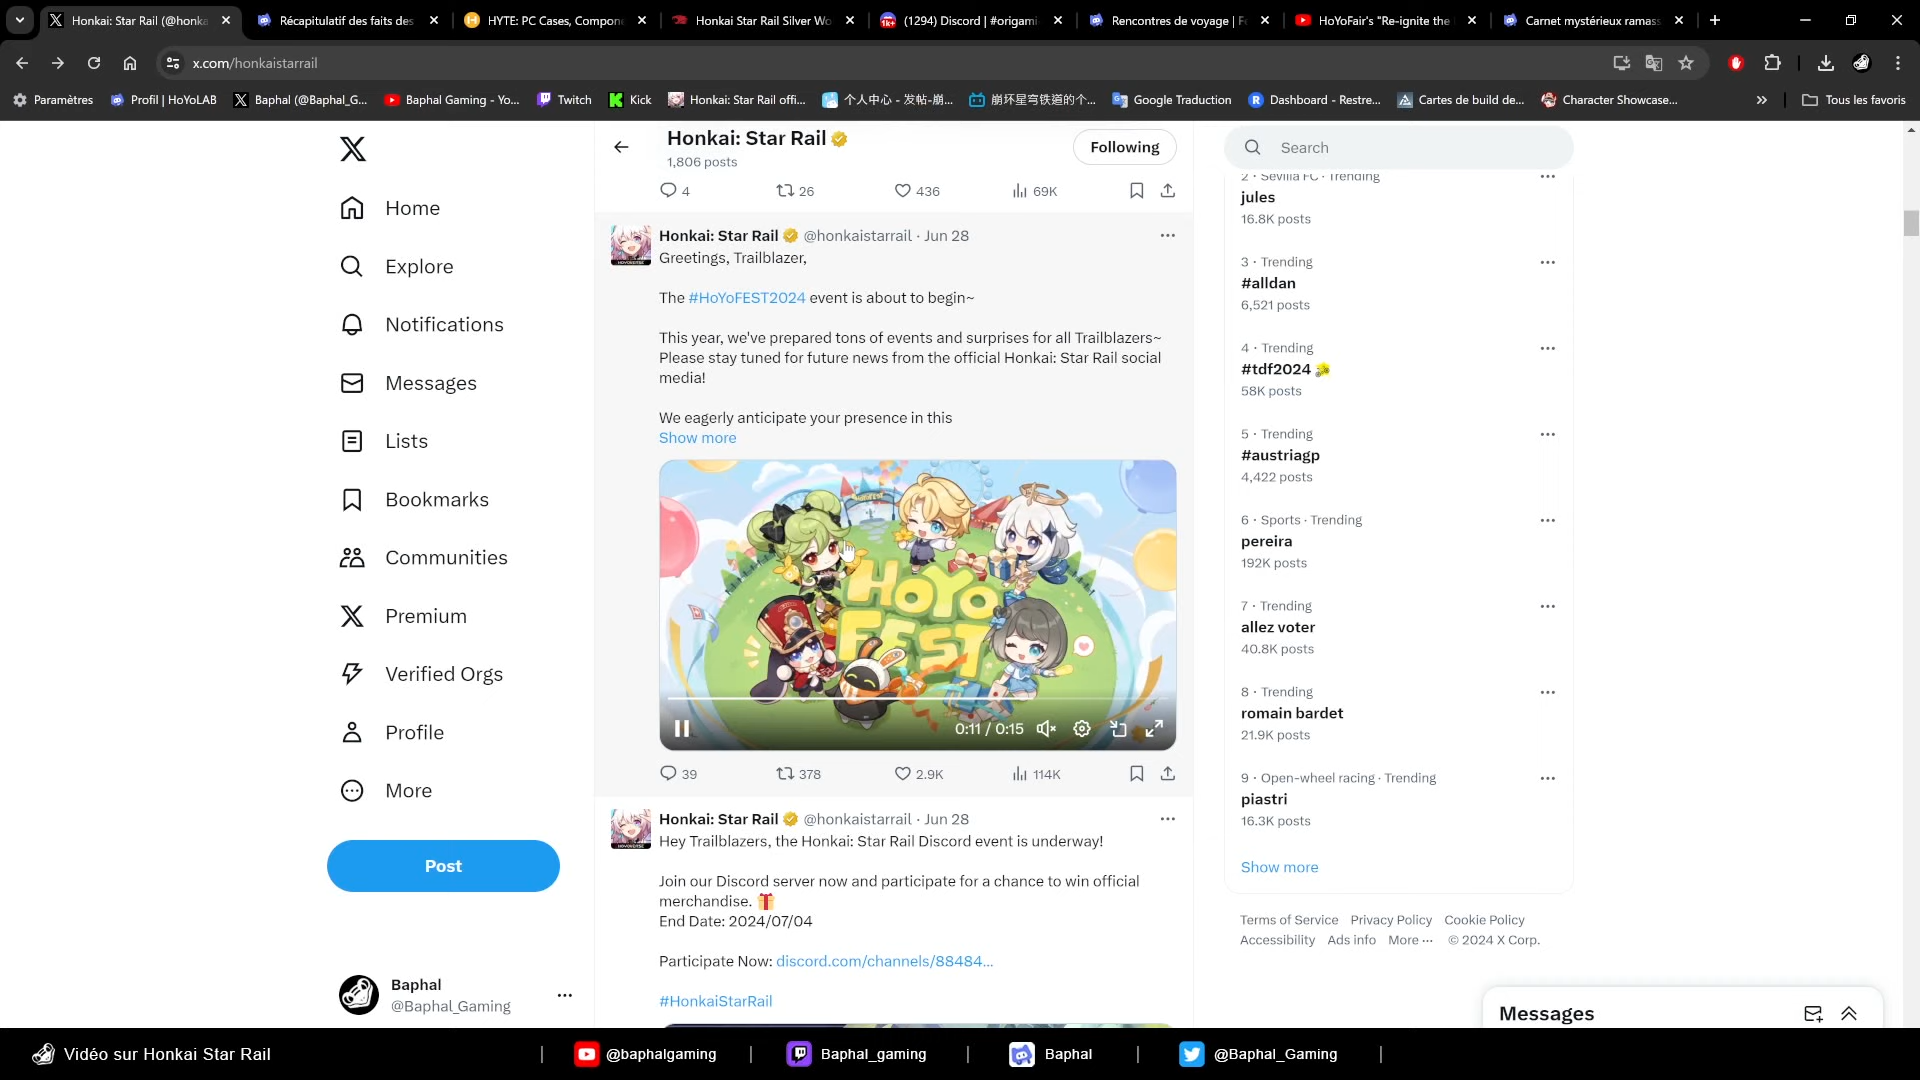 Honkai: Star Rail (@honka
Récapitulatif des faits des
HYTE: PC Cases, Compone
Honkai Star Rail Silver Wo
(1294) Discord | #origami
Rencontres de voyage | F
HoYoFair's "Re-ignite the
Carnet mystérieux ramas
x.com/honkaistarrail
Paramètres
Profil | HoYoLAB
Baphal (@Baphal_G...
Baphal Gaming - Yo...
Twitch
Kick
Honkai: Star Rail offi...
个人中心 - 发帖-崩...
崩坏星穹铁道的个...
Google Traduction
Dashboard - Restre...
Cartes de build de...
Character Showcase...
Tous les favoris
Home
Explore
Notifications
Messages
Lists
Bookmarks
Communities
Premium
Verified Orgs
Profile
More
Post
Baphal
@Baphal_Gaming
Honkai: Star Rail
1,806 posts
Following
4 26 436 69K
Honkai: Star Rail @honkaistarrail · Jun 28
Greetings, Trailblazer,
The #HoYoFEST2024 event is about to begin~
This year, we've prepared tons of events and surprises for all Trailblazers~
Please stay tuned for future news from the official Honkai: Star Rail social
media!
We eagerly anticipate your presence in this
Show more
HoYo
FEST
0:11 / 0:15
39 378 2.9K 114K
Honkai: Star Rail @honkaistarrail · Jun 28
Hey Trailblazers, the Honkai: Star Rail Discord event is underway!
Join our Discord server now and participate for a chance to win official
merchandise. 🎁
End Date: 2024/07/04
Participate Now: discord.com/channels/88484...
#HonkaiStarRail
Search
2 · Sevilla FC · Trending
jules
16.8K posts
3 · Trending
#alldan
6,521 posts
4 · Trending
#tdf2024
58K posts
5 · Trending
#austriagp
4,422 posts
6 · Sports · Trending
pereira
192K posts
7 · Trending
allez voter
40.8K posts
8 · Trending
romain bardet
21.9K posts
9 · Open-wheel racing · Trending
piastri
16.3K posts
Show more
Terms of Service Privacy Policy Cookie Policy
Accessibility Ads info More ··· © 2024 X Corp.
Messages
Vidéo sur Honkai Star Rail | @baphalgaming | Baphal_gaming | Baphal | @Baphal_Gaming |